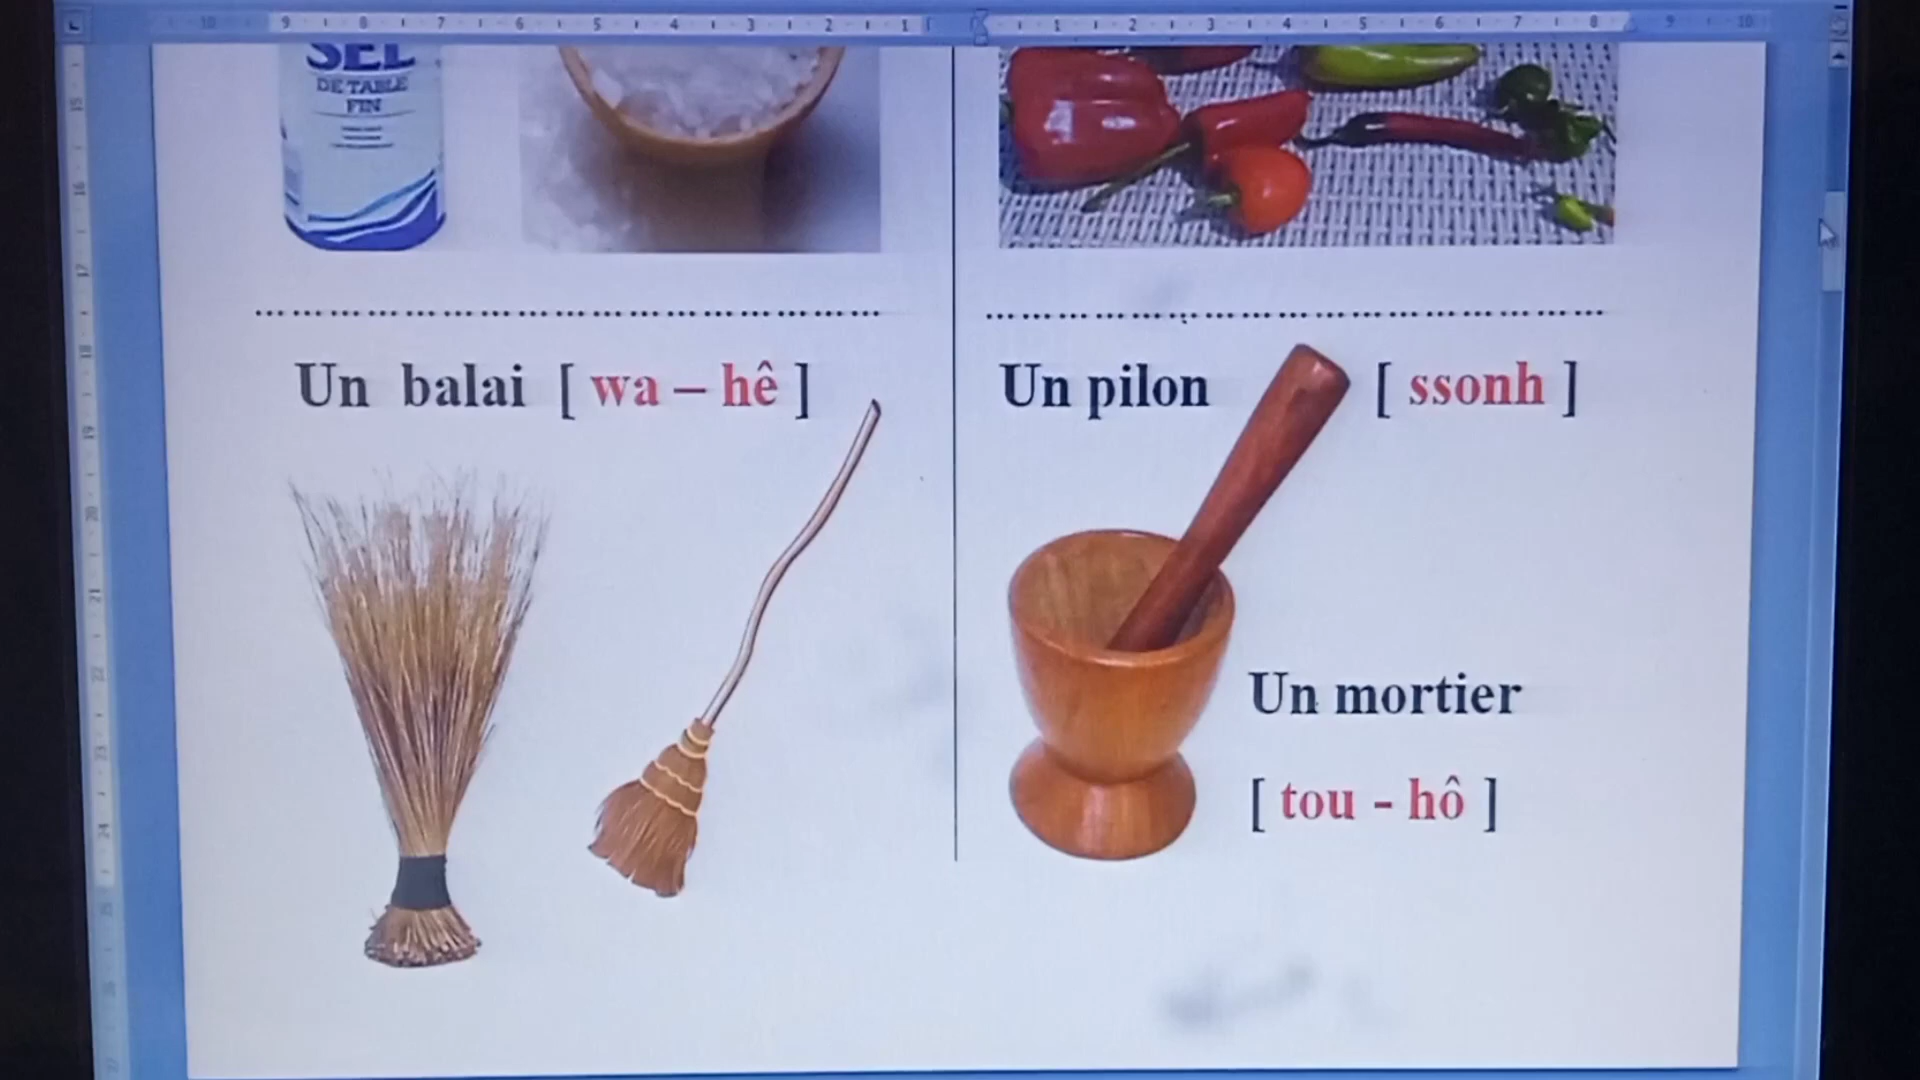 SEL
DE TABLE
FIN
Un balai [ wa – hê ]
Un pilon [ ssonh ]
Un mortier
[ tou - hô ]